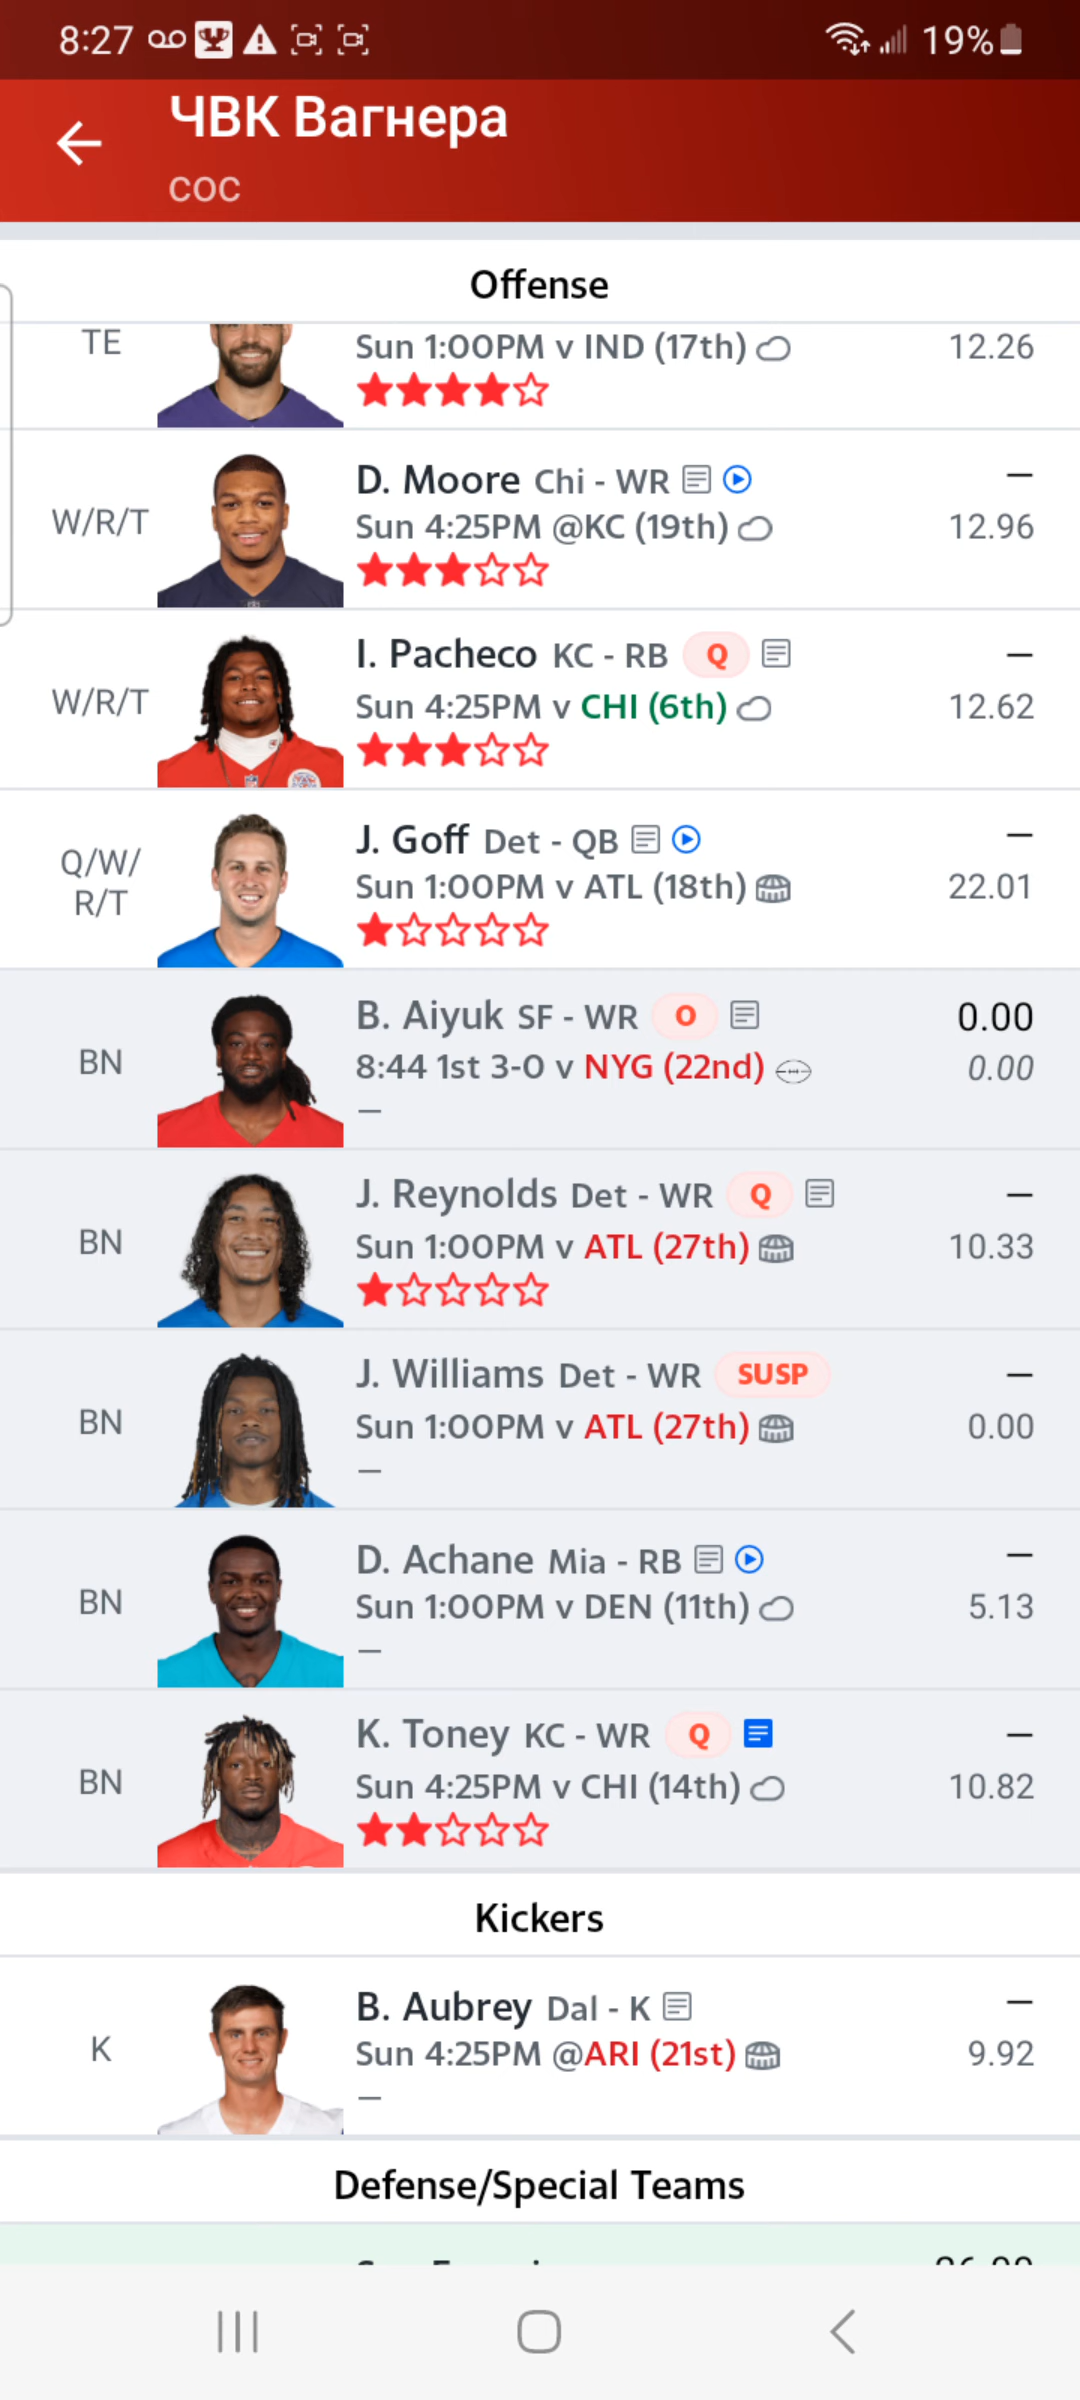 8:27
19%
ЧВК Вагнера
COC
Offense
TE
Sun 1:00PM v IND (17th)
12.26
W/R/T
D. Moore Chi - WR
–
Sun 4:25PM @KC (19th)
12.96
W/R/T
I. Pacheco KC - RB Q
–
Sun 4:25PM v CHI (6th)
12.62
Q/W/
R/T
J. Goff Det - QB
–
Sun 1:00PM v ATL (18th)
22.01
BN
B. Aiyuk SF - WR O
0.00
8:44 1st 3-0 v NYG (22nd)
0.00
–
BN
J. Reynolds Det - WR Q
–
Sun 1:00PM v ATL (27th)
10.33
BN
J. Williams Det - WR SUSP
–
Sun 1:00PM v ATL (27th)
0.00
–
BN
D. Achane Mia - RB
–
Sun 1:00PM v DEN (11th)
5.13
–
BN
K. Toney KC - WR Q
–
Sun 4:25PM v CHI (14th)
10.82
Kickers
K
B. Aubrey Dal - K
–
Sun 4:25PM @ARI (21st)
9.92
–
Defense/Special Teams